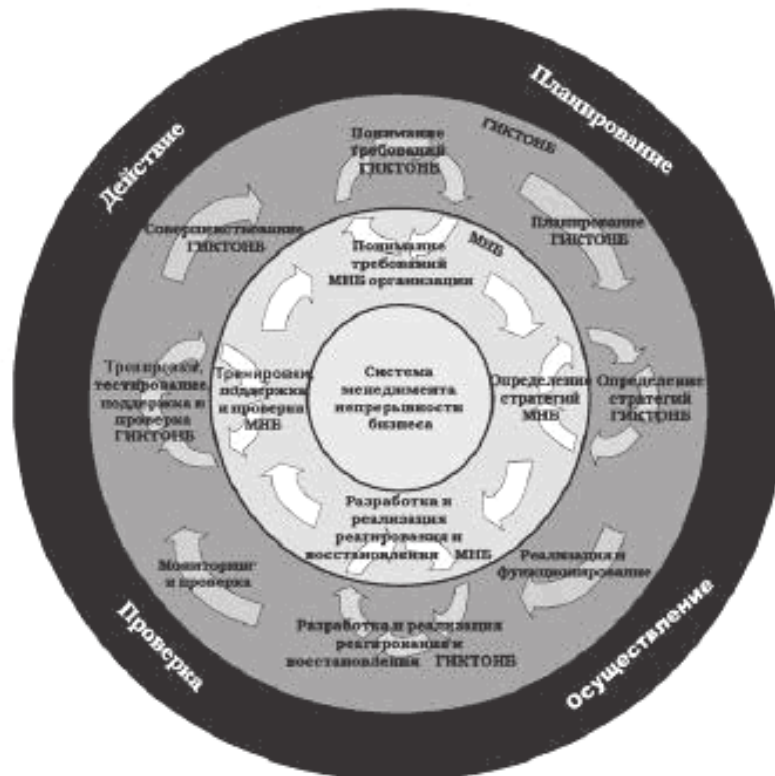 Планирование
Действие
ГИКТОНБ
Понимание
требований
ГИКТОНБ
Совершенствование
ГИКТОНБ
Планирование
ГИКТОНБ
МНБ
Понимание
требований
МНБ организации
Тренировки,
тестирование,
поддержка и
проверка
ГИКТОНБ
Тренировки,
поддержка
и проверка
МНБ
Система
менеджмента
непрерывности
бизнеса
Определение
стратегий
МНБ
Определение
стратегий
ГИКТОНБ
Разработка и
реализация
реагирования и
восстановления МНБ
Мониторинг
и проверка
Реализация и
функционирование
Разработка и реализация
реагирования и
восстановления ГИКТОНБ
Проверка
Осуществление